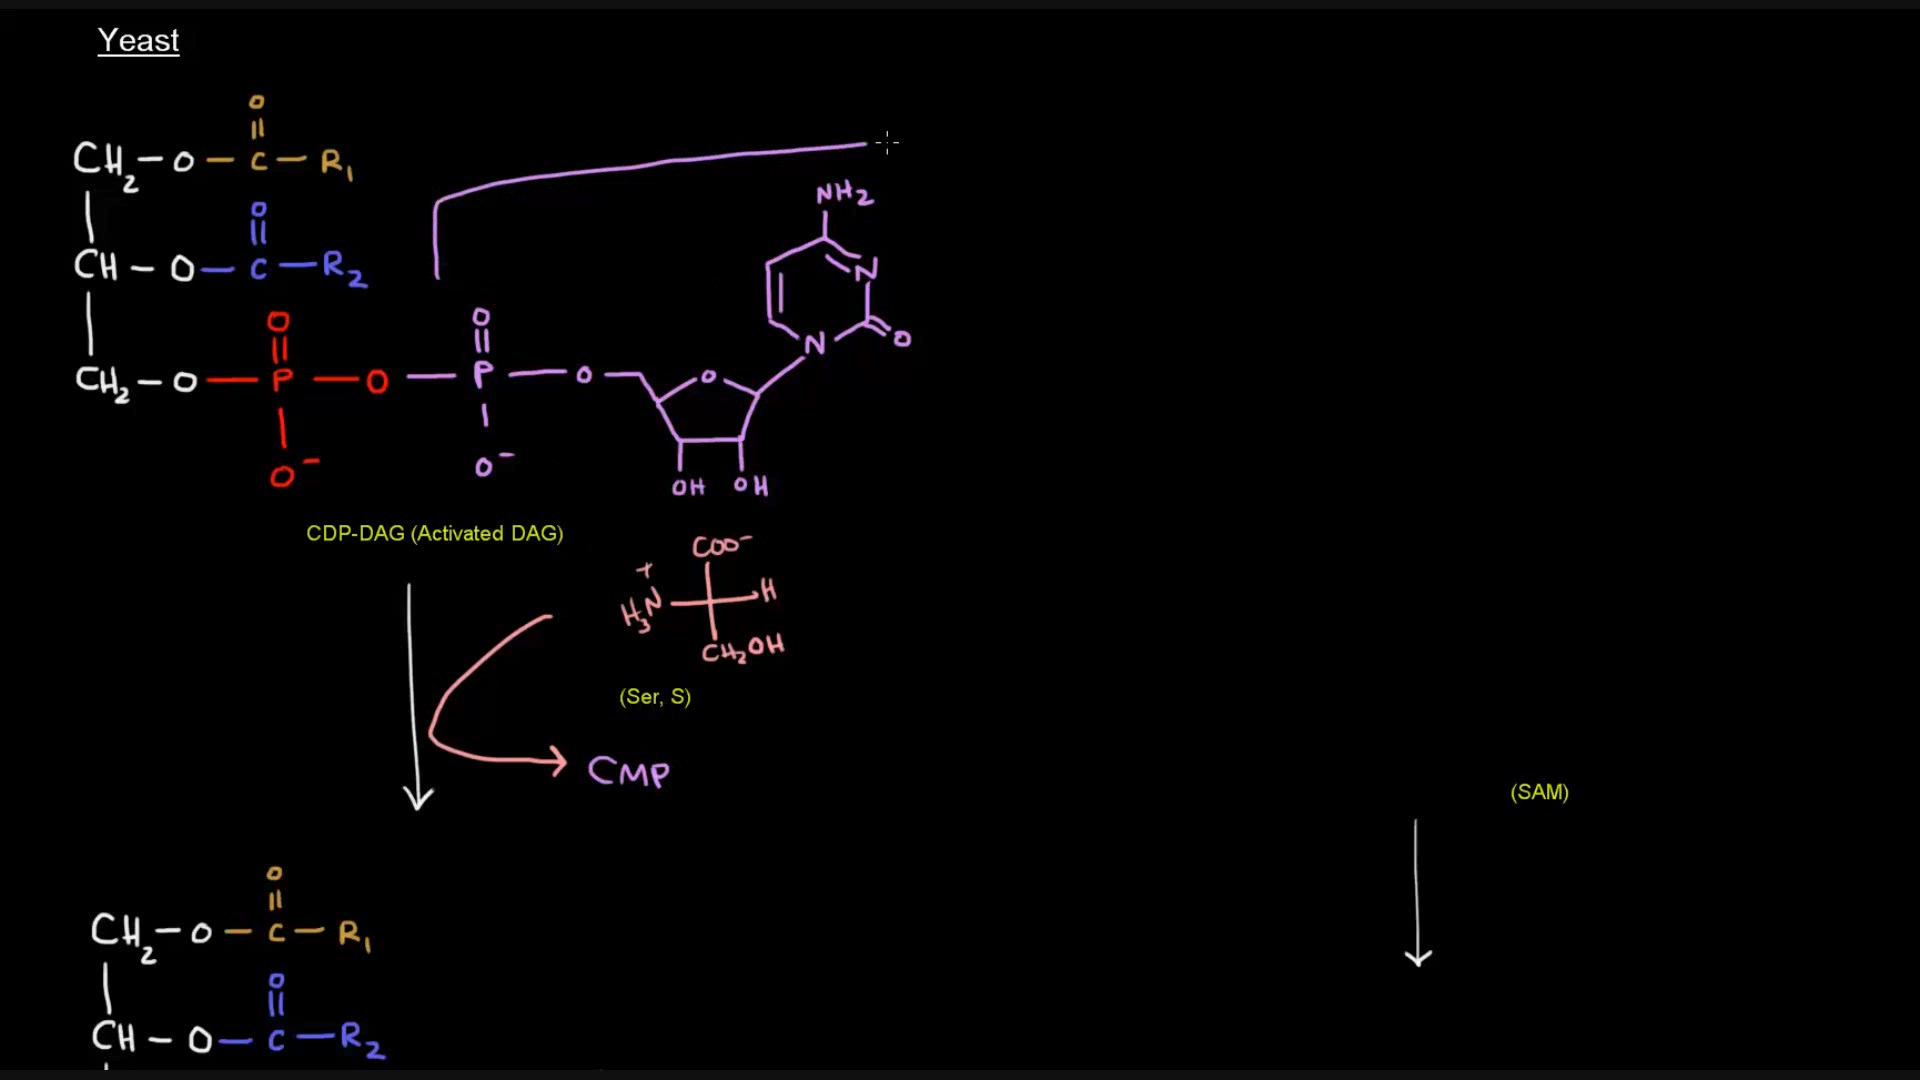 Yeast
O
CH₂-O-C-R₁
O
CH-O-C-R₂
O
CH₂-O-P-O-P-O
O⁻
O
O⁻
O
NH₂
N
N
O
OH OH
CDP-DAG (Activated DAG)
COO⁻
H₃N⁺
H
CH₂OH
(Ser, S)
CMP
(SAM)
O
CH₂-O-C-R₁
O
CH-O-C-R₂